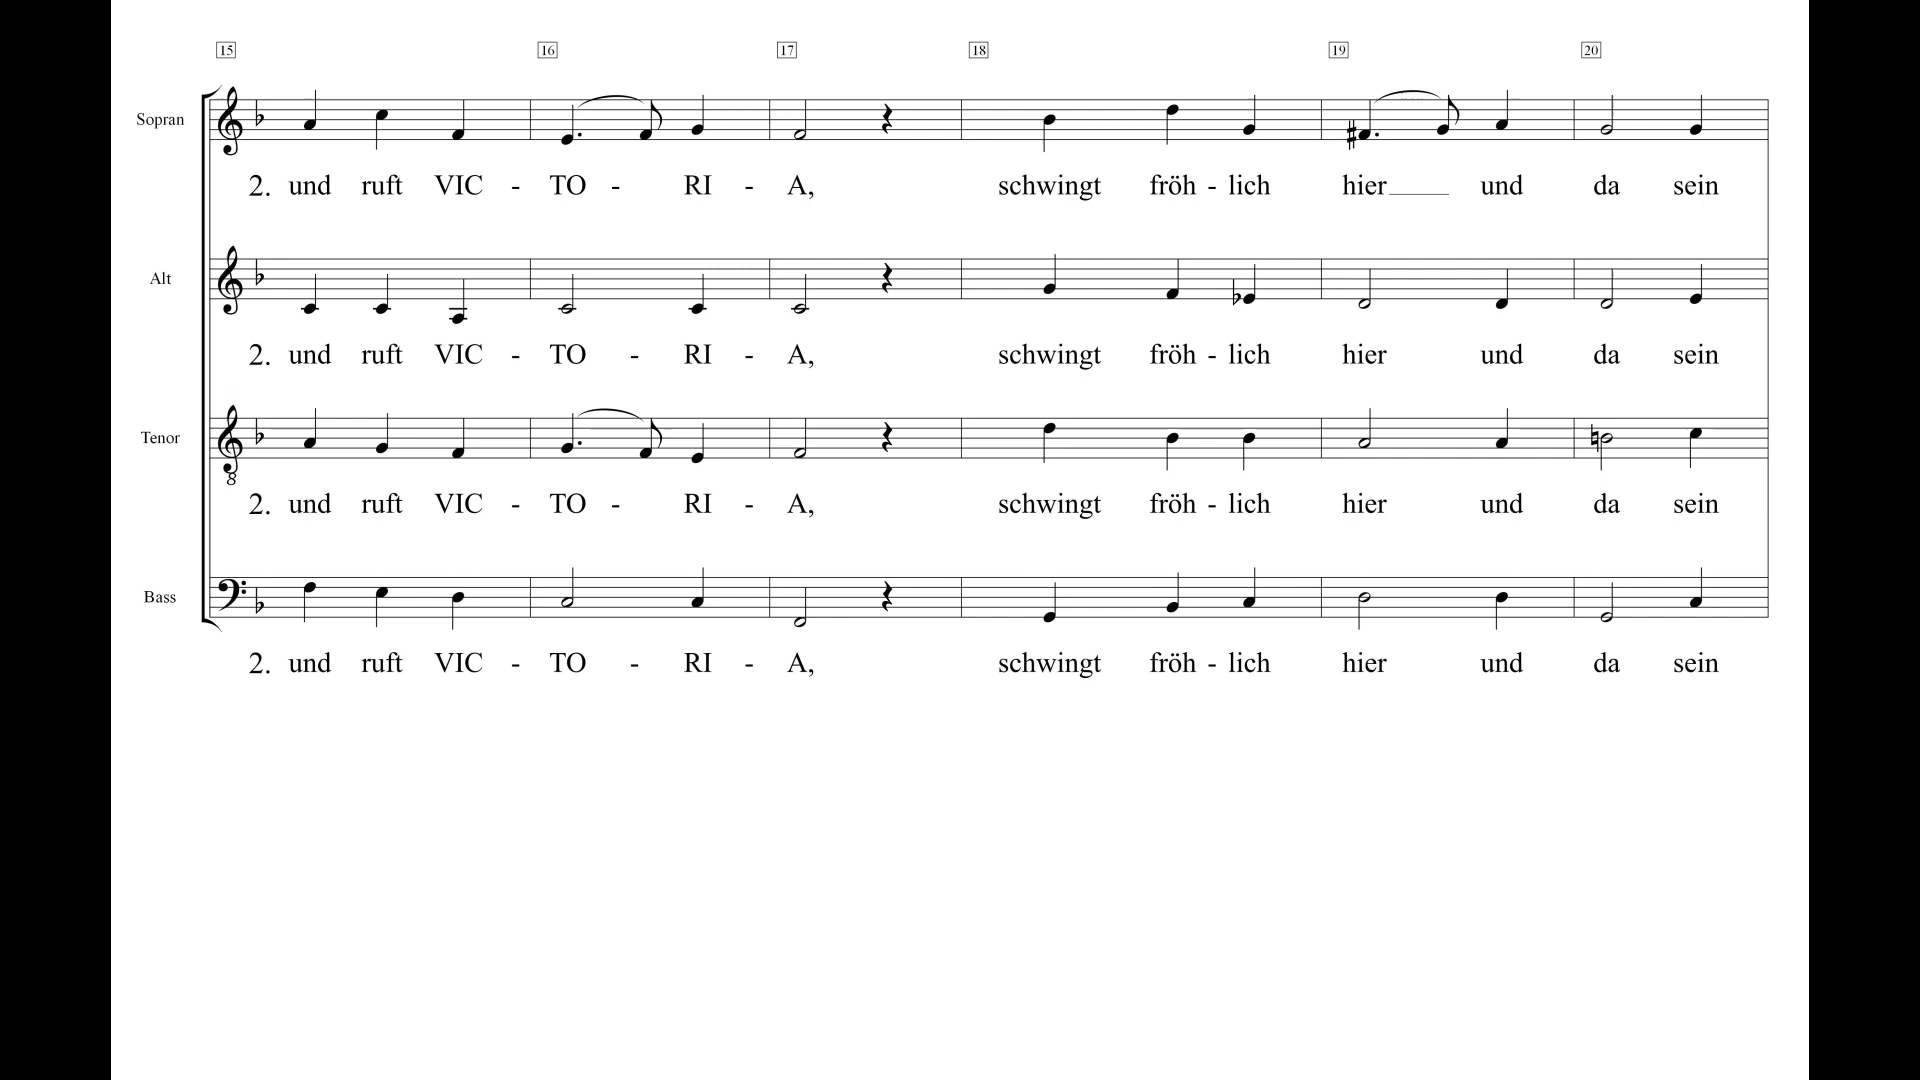 15 16 17 18 19 20
Sopran
2. und ruft VIC - TO - RI - A, schwingt fröh - lich hier____ und da sein
Alt
2. und ruft VIC - TO - RI - A, schwingt fröh - lich hier und da sein
Tenor
8
2. und ruft VIC - TO - RI - A, schwingt fröh - lich hier und da sein
Bass
2. und ruft VIC - TO - RI - A, schwingt fröh - lich hier und da sein